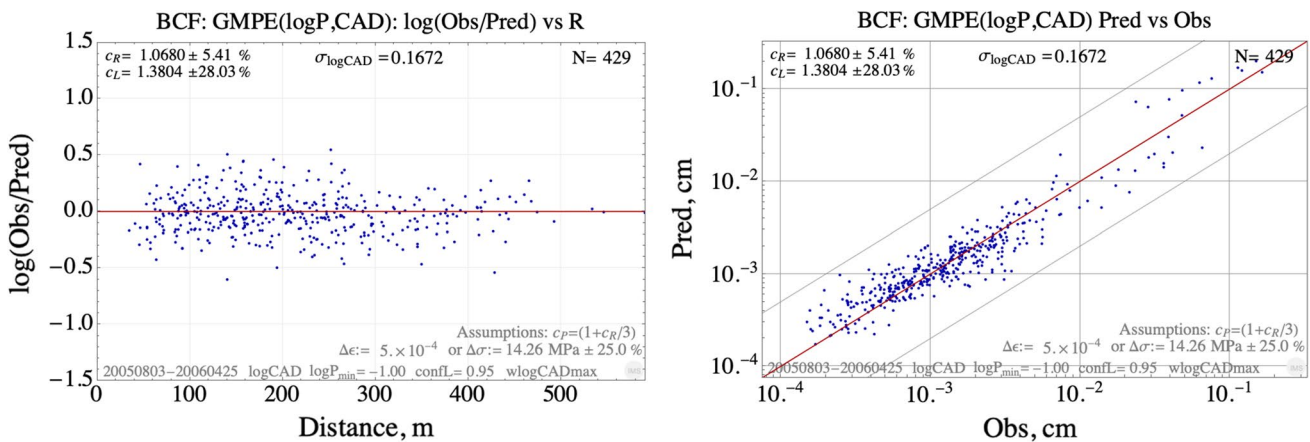 BCF: GMPE(logP,CAD): log(Obs/Pred) vs R
c_R= 1.0680 ± 5.41 %
c_L= 1.3804 ±28.03 %
σ_logCAD =0.1672
N= 429
1.5
1.0
0.5
0.0
-0.5
-1.0
-1.5
log(Obs/Pred)
Assumptions: c_P=(1+c_R/3)
Δϵ:= 5.×10⁻⁴ or Δσ:= 14.26 MPa ± 25.0 %
20050803-20060425 logCAD logP_min=-1.00 confL= 0.95 wlogCADmax
IMS
0 100 200 300 400 500
Distance, m
BCF: GMPE(logP,CAD) Pred vs Obs
c_R= 1.0680 ± 5.41 %
c_L= 1.3804 ±28.03 %
σ_logCAD =0.1672
N= 429
10.⁻¹
10.⁻²
10.⁻³
10.⁻⁴
Pred, cm
Assumptions: c_P=(1+c_R/3)
Δϵ:= 5.×10⁻⁴ or Δσ:= 14.26 MPa ± 25.0 %
20050803-20060425 logCAD logP_min=-1.00 confL= 0.95 wlogCADmax
IMS
10.⁻⁴ 10.⁻³ 10.⁻² 10.⁻¹
Obs, cm